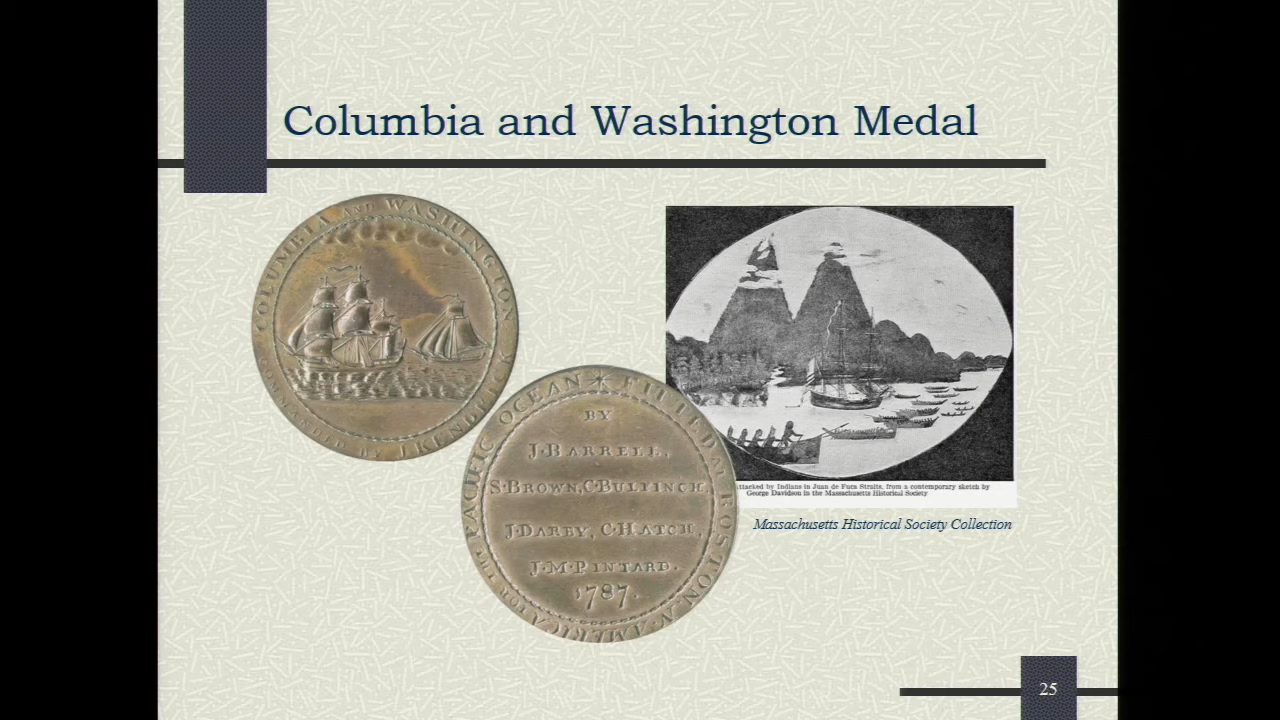 Columbia and Washington Medal
COLUMBIA AND WASHINGTON
COMMANDED BY J. KENDRICK
FITTED AT BOSTON. N. AMERICA FOR THE PACIFIC OCEAN
BY
J·BARRELL,
S·BROWN, C·BULFINCH
J·DARBY, C·HATCH,
J·M·PINTARD.
1787.
ttacked by Indians in Juan de Fuca Straits, from a contemporary sketch by
George Davidson in the Massachusetts Historical Society
Massachusetts Historical Society Collection
25